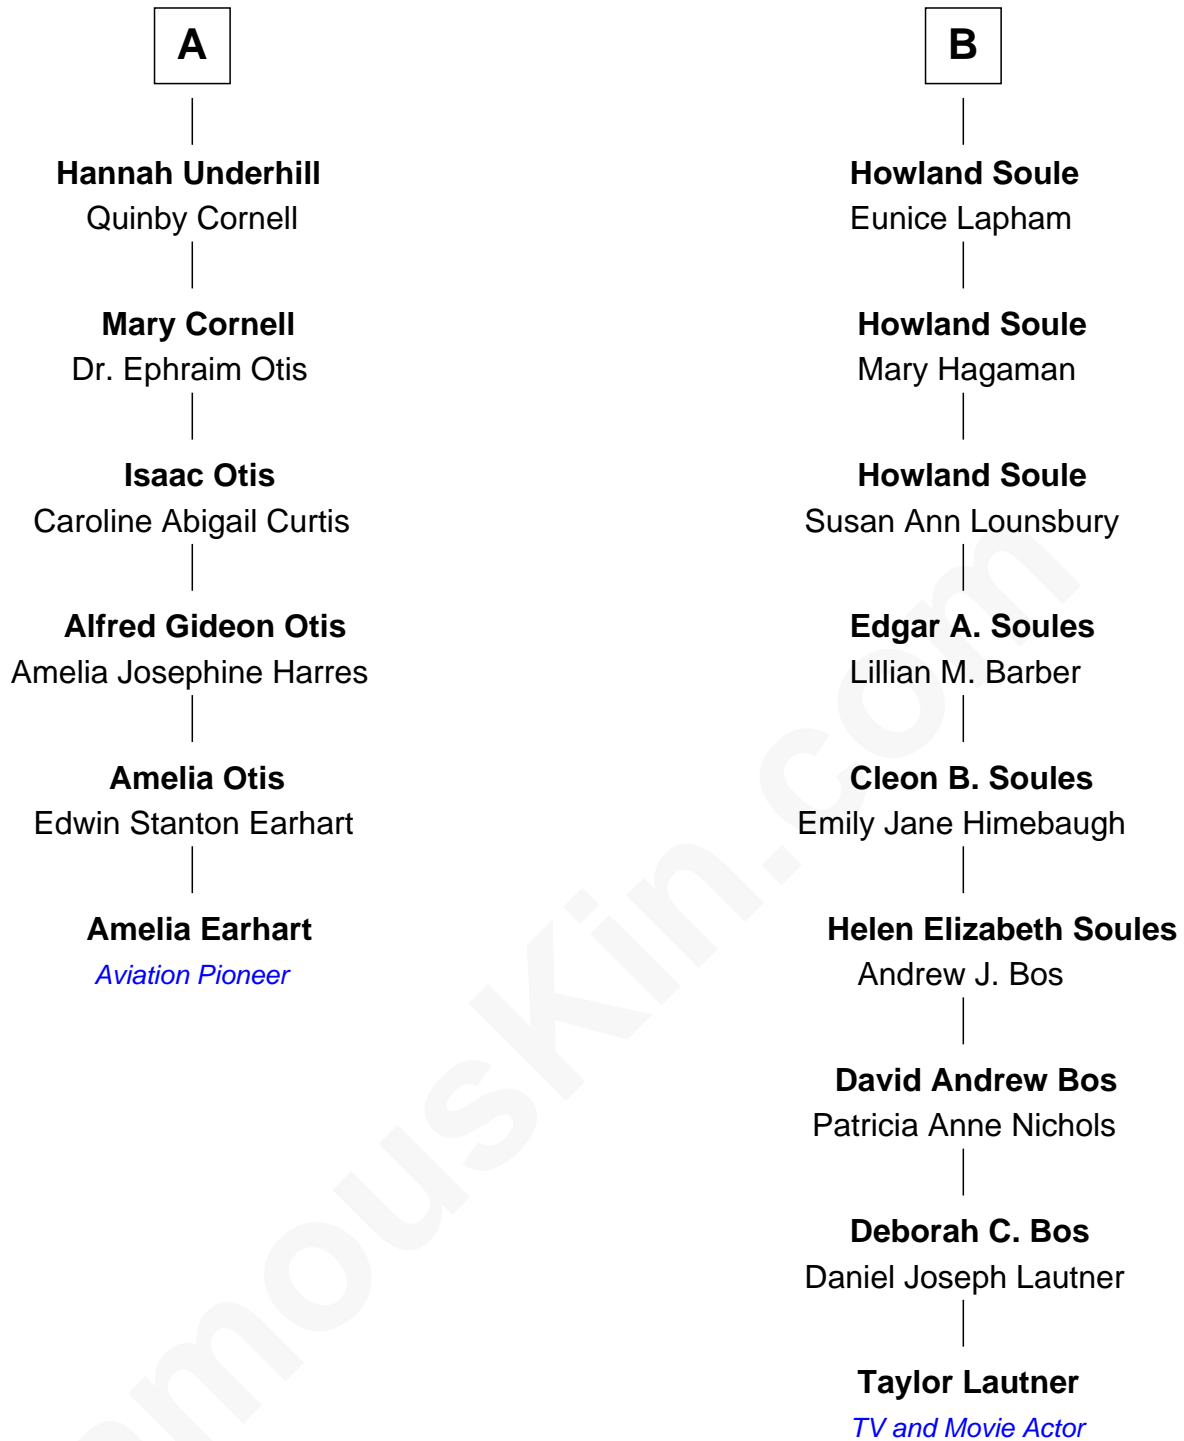 A
Hannah Underhill
Quinby Cornell
Mary Cornell
Dr. Ephraim Otis
Isaac Otis
Caroline Abigail Curtis
Alfred Gideon Otis
Amelia Josephine Harres
Amelia Otis
Edwin Stanton Earhart
Amelia Earhart
Aviation Pioneer
B
Howland Soule
Eunice Lapham
Howland Soule
Mary Hagaman
Howland Soule
Susan Ann Lounsbury
Edgar A. Soules
Lillian M. Barber
Cleon B. Soules
Emily Jane Himebaugh
Helen Elizabeth Soules
Andrew J. Bos
David Andrew Bos
Patricia Anne Nichols
Deborah C. Bos
Daniel Joseph Lautner
Taylor Lautner
TV and Movie Actor
mousKin.com